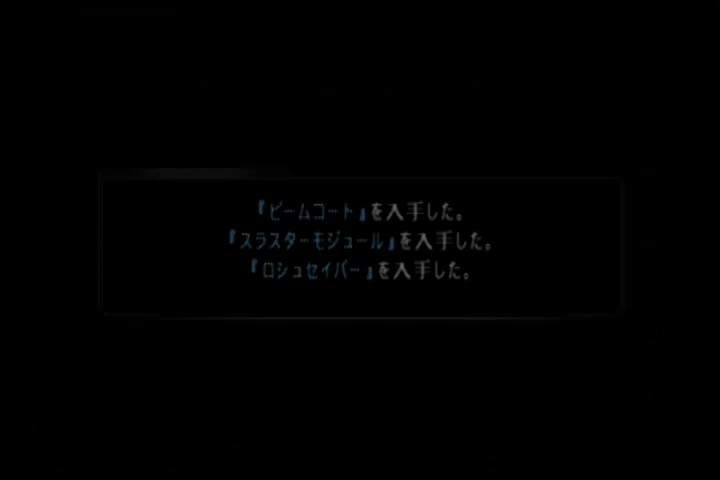 『ビームコート』を入手した。
『スラスターモジュール』を入手した。
『ロシュセイバー』を入手した。